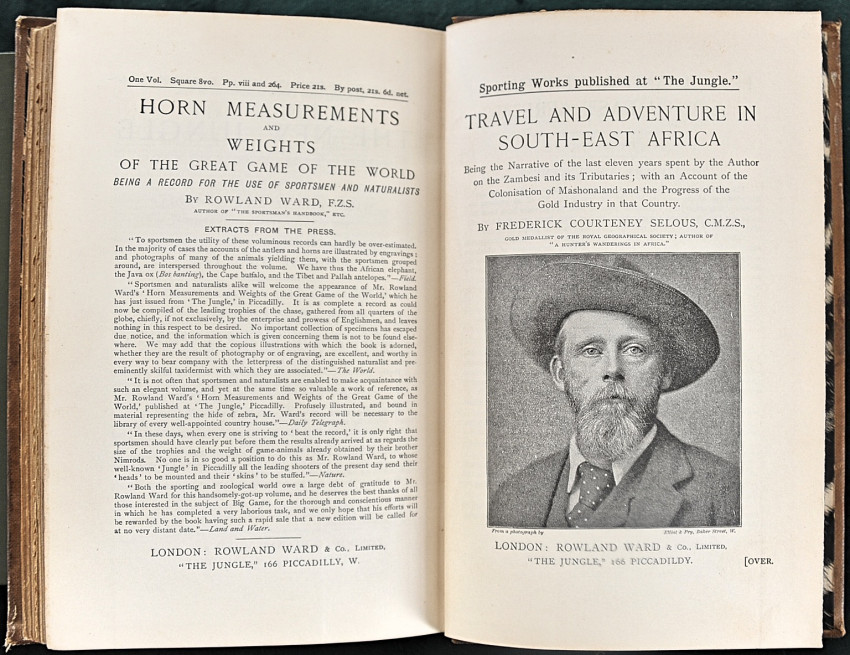 One Vol. Square 8vo. Pp. viii and 264. Price 21s. By post, 21s. 6d. net.
HORN MEASUREMENTS
AND
WEIGHTS
OF THE GREAT GAME OF THE WORLD
BEING A RECORD FOR THE USE OF SPORTSMEN AND NATURALISTS
BY ROWLAND WARD, F.Z.S.
AUTHOR OF "THE SPORTSMAN'S HANDBOOK," ETC.
EXTRACTS FROM THE PRESS.
"To sportsmen the utility of these voluminous records can hardly be over-estimated.
In the majority of cases the accounts of the antlers and horns are illustrated by engravings;
and photographs of many of the animals yielding them, with the sportsmen grouped
around, are interspersed throughout the volume. We have thus the African elephant,
the Java ox (Bos banting), the Cape buffalo, and the Tibet and Pallah antelopes."—Field.
"Sportsmen and naturalists alike will welcome the appearance of Mr. Rowland
Ward's 'Horn Measurements and Weights of the Great Game of the World,' which he
has just issued from 'The Jungle,' in Piccadilly. It is as complete a record as could
now be compiled of the leading trophies of the chase, gathered from all quarters of the
globe, chiefly, if not exclusively, by the enterprise and prowess of Englishmen, and leaves
nothing in this respect to be desired. No important collection of specimens has escaped
due notice, and the information which is given concerning them is not to be found else-
where. We may add that the copious illustrations with which the book is adorned,
whether they are the result of photography or of engraving, are excellent, and worthy in
every way to bear company with the letterpress of the distinguished naturalist and pre-
eminently skilful taxidermist with which they are associated."—The World.
"It is not often that sportsmen and naturalists are enabled to make acquaintance with
such an elegant volume, and yet at the same time so valuable a work of reference, as
Mr. Rowland Ward's 'Horn Measurements and Weights of the Great Game of the
World,' published at 'The Jungle,' Piccadilly. Profusely illustrated, and bound in
material representing the hide of zebra, Mr. Ward's record will be necessary to the
library of every well-appointed country house."—Daily Telegraph.
"In these days, when every one is striving to 'beat the record,' it is only right that
sportsmen should have clearly put before them the results already arrived at as regards the
size of the trophies and the weight of game-animals already obtained by their brother
Nimrods. No one is in so good a position to do this as Mr. Rowland Ward, to whose
well-known 'Jungle' in Piccadilly all the leading shooters of the present day send their
'heads' to be mounted and their 'skins' to be stuffed."—Nature.
"Both the sporting and zoological world owe a large debt of gratitude to Mr.
Rowland Ward for this handsomely-got-up volume, and he deserves the best thanks of all
those interested in the subject of Big Game, for the thorough and conscientious manner
in which he has completed a very laborious task, and we only hope that his efforts will
be rewarded by the book having such a rapid sale that a new edition will be called for
at no very distant date."—Land and Water.
LONDON: ROWLAND WARD & Co., LIMITED,
"THE JUNGLE," 166 PICCADILLY, W.
Sporting Works published at "The Jungle."
TRAVEL AND ADVENTURE IN
SOUTH-EAST AFRICA
Being the Narrative of the last eleven years spent by the Author
on the Zambesi and its Tributaries; with an Account of the
Colonisation of Mashonaland and the Progress of the
Gold Industry in that Country.
BY FREDERICK COURTENEY SELOUS, C.M.Z.S.,
GOLD MEDALLIST OF THE ROYAL GEOGRAPHICAL SOCIETY; AUTHOR OF
"A HUNTER'S WANDERINGS IN AFRICA."
From a photograph by Elliot & Fry, Baker Street, W.
LONDON: ROWLAND WARD & Co., LIMITED,
"THE JUNGLE," 166 PICCADILLY.
[OVER.